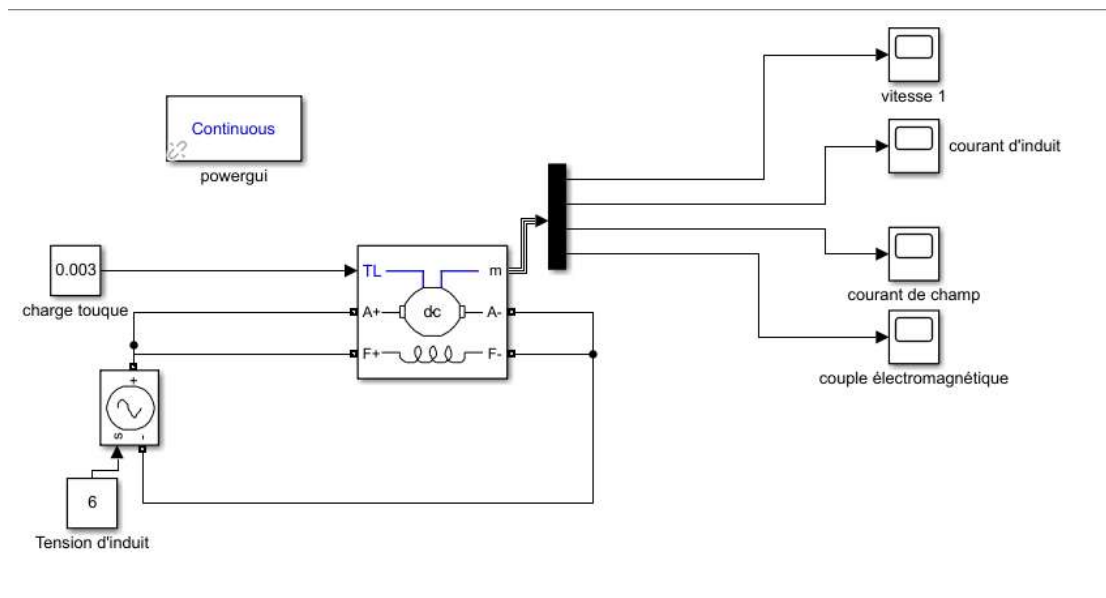 vitesse 1
Continuous
powergui
courant d'induit
0.003
charge touque
TL
m
A+
dc
A-
F+
F-
courant de champ
couple électromagnétique
+
s
-
6
Tension d'induit